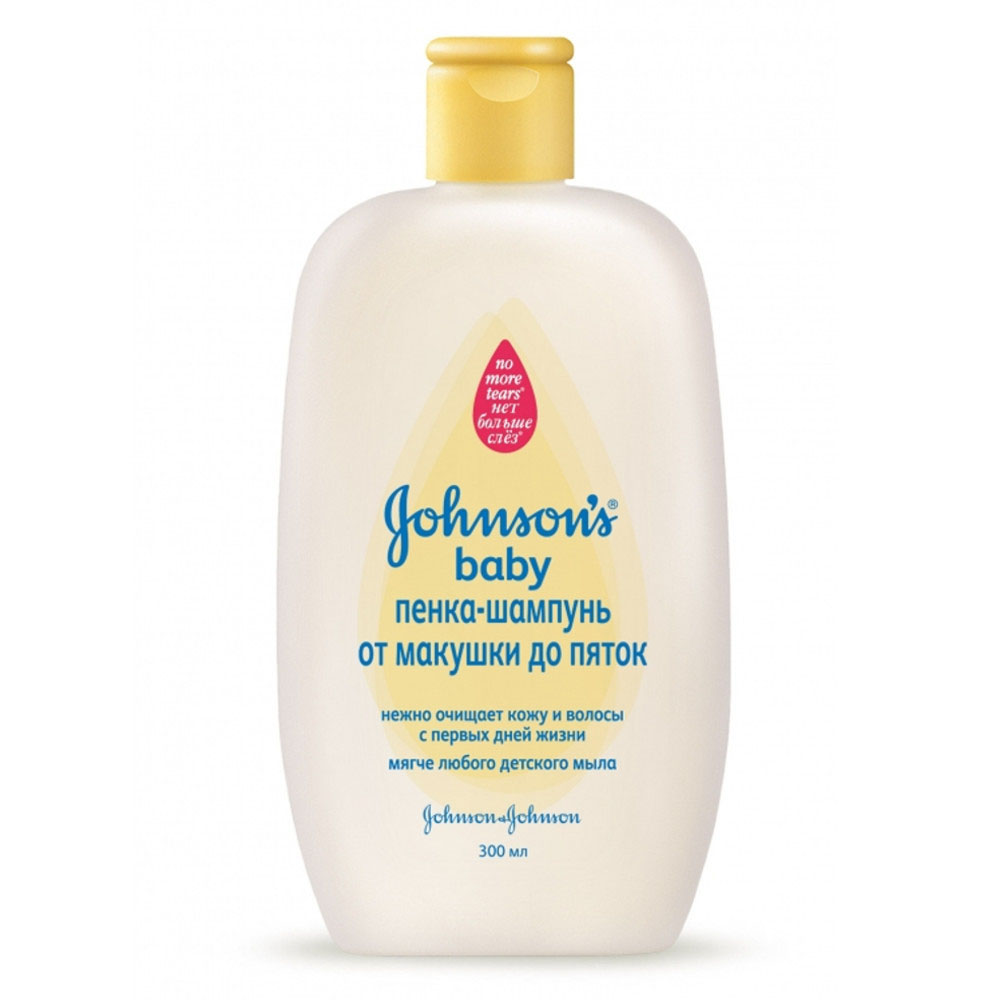 no
more
tears®
нет
больше
слёз®
Johnson's®
baby
пенка-шампунь
от макушки до пяток
нежно очищает кожу и волосы
с первых дней жизни
мягче любого детского мыла
Johnson & Johnson
300 мл